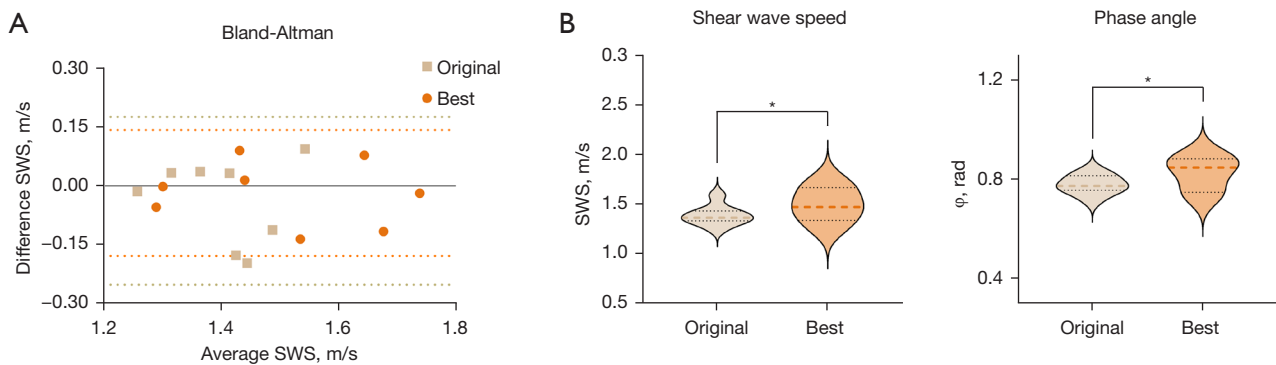 A
Bland-Altman
Original
Best
Difference SWS, m/s
0.30
0.15
0.00
−0.15
−0.30
1.2
1.4
1.6
1.8
Average SWS, m/s
B
Shear wave speed
SWS, m/s
3.0
2.5
2.0
1.5
1.0
0.5
*
Original
Best
Phase angle
φ, rad
1.2
0.8
0.4
*
Original
Best